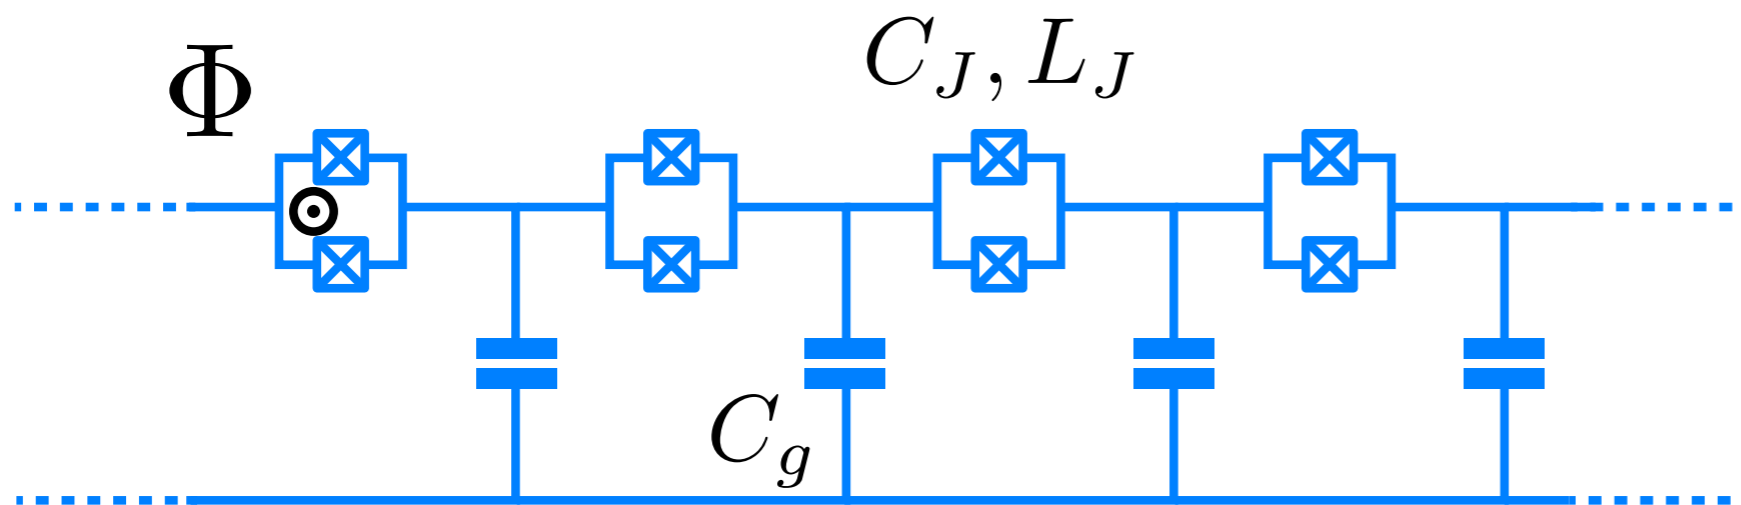 Φ
C_J, L_J
C_g